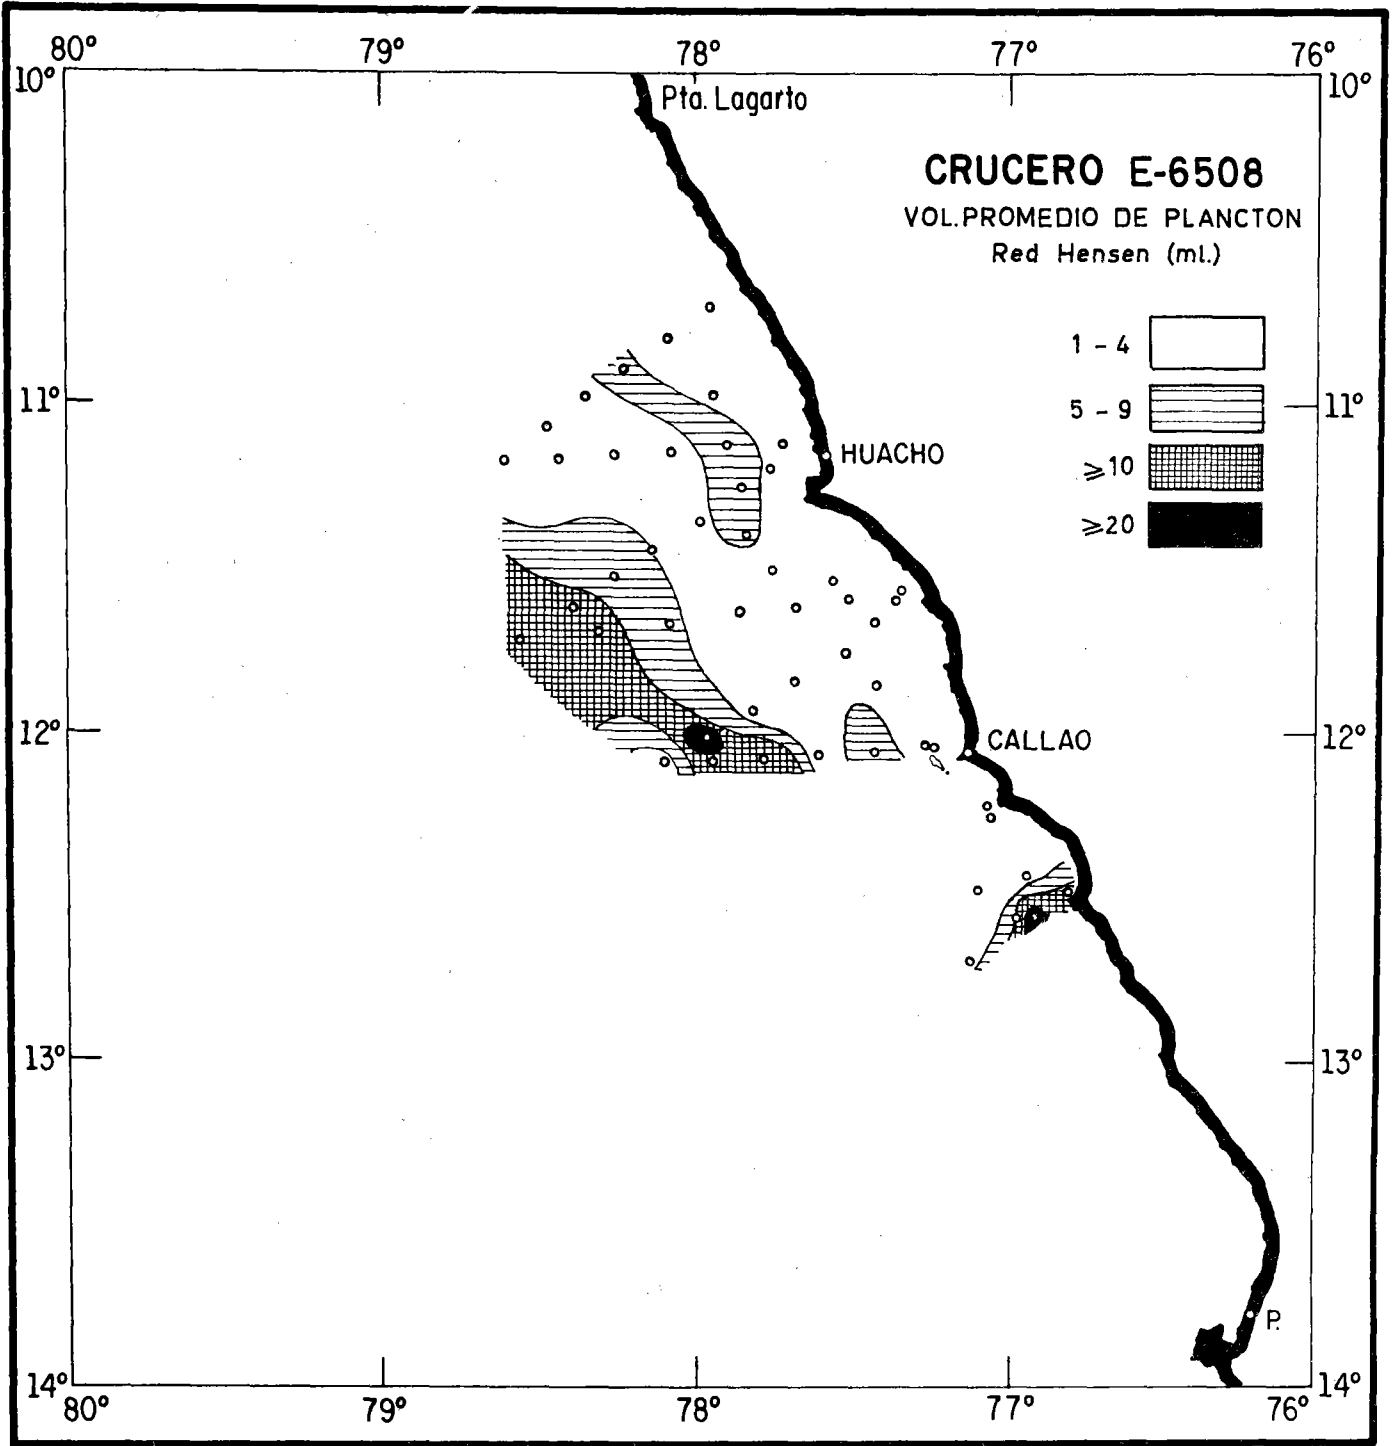 80° 79° 78° 77° 76°
10° 10°
Pta. Lagarto
CRUCERO E-6508
VOL.PROMEDIO DE PLANCTON
Red Hensen (ml.)
1 - 4
5 - 9
≥10
≥20
11° 11°
HUACHO
12° 12°
CALLAO
13° 13°
P.
14° 14°
80° 79° 78° 77° 76°